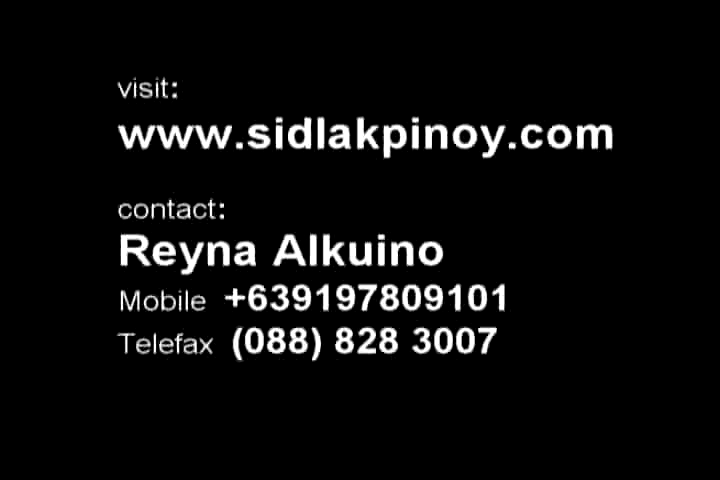 visit:
www.sidlakpinoy.com
contact:
Reyna Alkuino
Mobile +639197809101
Telefax (088) 828 3007